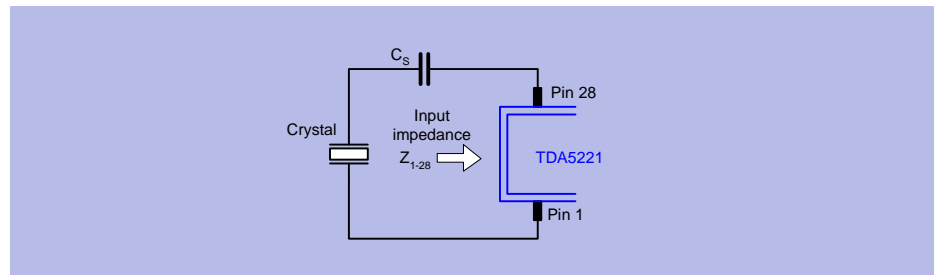 C_S
Pin 28
Input
impedance
Crystal
Z_1-28
TDA5221
Pin 1